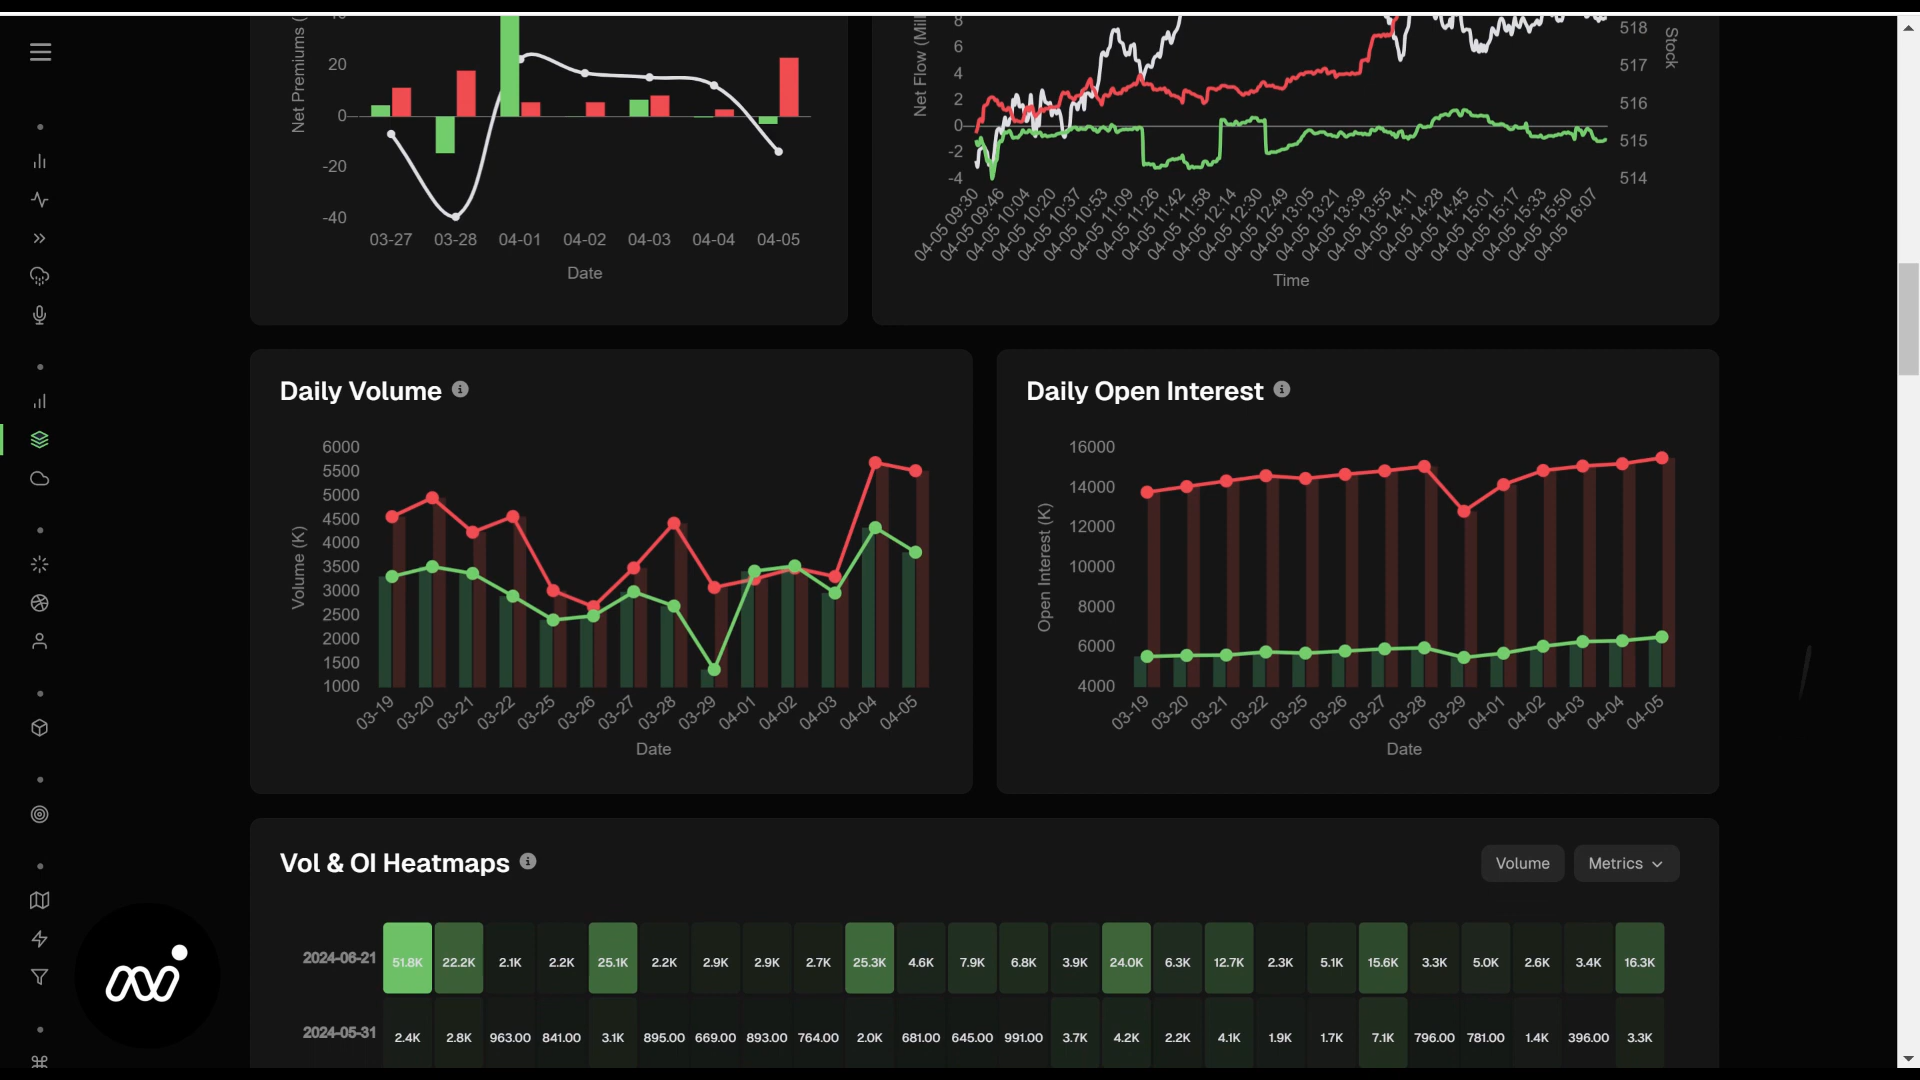 Net Premiums (
20
0
-20
-40
03-27 03-28 04-01 04-02 04-03 04-04 04-05
Date
Net Flow (Mill
8
6
4
2
0
-2
-4
518
517
516
515
514
Stock
04-05 09:30 04-05 09:46 04-05 10:04 04-05 10:20 04-05 10:37 04-05 10:53 04-05 11:09 04-05 11:26 04-05 11:42 04-05 11:58 04-05 12:14 04-05 12:30 04-05 12:49 04-05 13:05 04-05 13:21 04-05 13:39 04-05 13:55 04-05 14:11 04-05 14:28 04-05 14:45 04-05 15:01 04-05 15:17 04-05 15:33 04-05 15:50 04-05 16:07
Time
Daily Volume
Volume (K)
6000
5500
5000
4500
4000
3500
3000
2500
2000
1500
1000
03-19 03-20 03-21 03-22 03-25 03-26 03-27 03-28 03-29 04-01 04-02 04-03 04-04 04-05
Date
Daily Open Interest
Open Interest (K)
16000
14000
12000
10000
8000
6000
4000
03-19 03-20 03-21 03-22 03-25 03-26 03-27 03-28 03-29 04-01 04-02 04-03 04-04 04-05
Date
Vol & OI Heatmaps
Volume Metrics
2024-06-21 51.8K 22.2K 2.1K 2.2K 25.1K 2.2K 2.9K 2.9K 2.7K 25.3K 4.6K 7.9K 6.8K 3.9K 24.0K 6.3K 12.7K 2.3K 5.1K 15.6K 3.3K 5.0K 2.6K 3.4K 16.3K
2024-05-31 2.4K 2.8K 963.00 841.00 3.1K 895.00 669.00 893.00 764.00 2.0K 681.00 645.00 991.00 3.7K 4.2K 2.2K 4.1K 1.9K 1.7K 7.1K 796.00 781.00 1.4K 396.00 3.3K